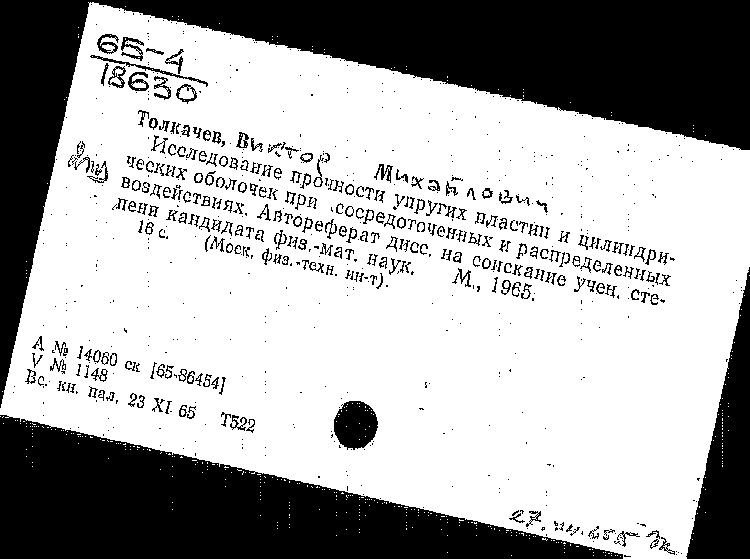 65-4
18630
Толкачев, Виктор Михайлович
Исследование прочности упругих пластин и цилиндри-
ческих оболочек при сосредоточенных и распределенных
воздействиях. Автореферат дисс. на соискание учен. сте-
пени кандидата физ.-мат. наук. М., 1965.
16 с. (Моск. физ.-техн. ин-т).
А № 14060 ск [65-86454]
V № 1148
Вс. кн. пал. 23 XI 65 Т522